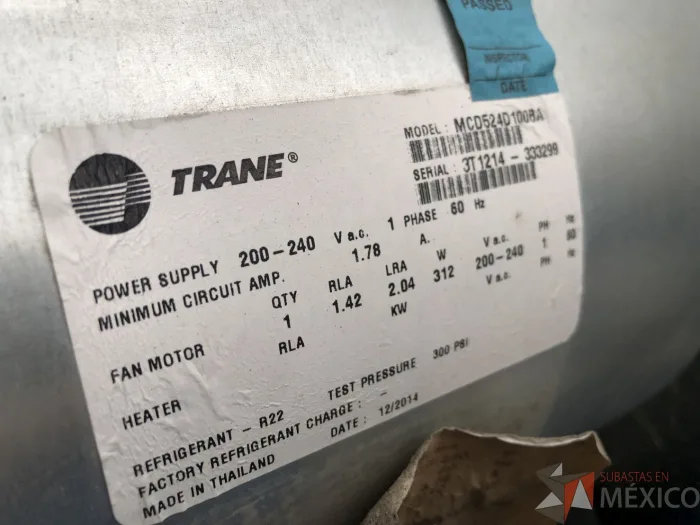 PASSED
INSPECTOR
DATE
TRANE®
MODEL: MCD524D100BA
SERIAL: 3T1214-333299
POWER SUPPLY 200-240 V a.c. 1 PHASE 60 Hz
MINIMUM CIRCUIT AMP. 1.78 A.
QTY RLA LRA W V a.c. PH Hz
FAN MOTOR 1 1.42 2.04 312 200-240 1 60
RLA KW V a.c. PH Hz
HEATER
REFRIGERANT - R22 TEST PRESSURE 300 PSI
FACTORY REFRIGERANT CHARGE : -
MADE IN THAILAND DATE : 12/2014
SUBASTAS EN
MÉXICO